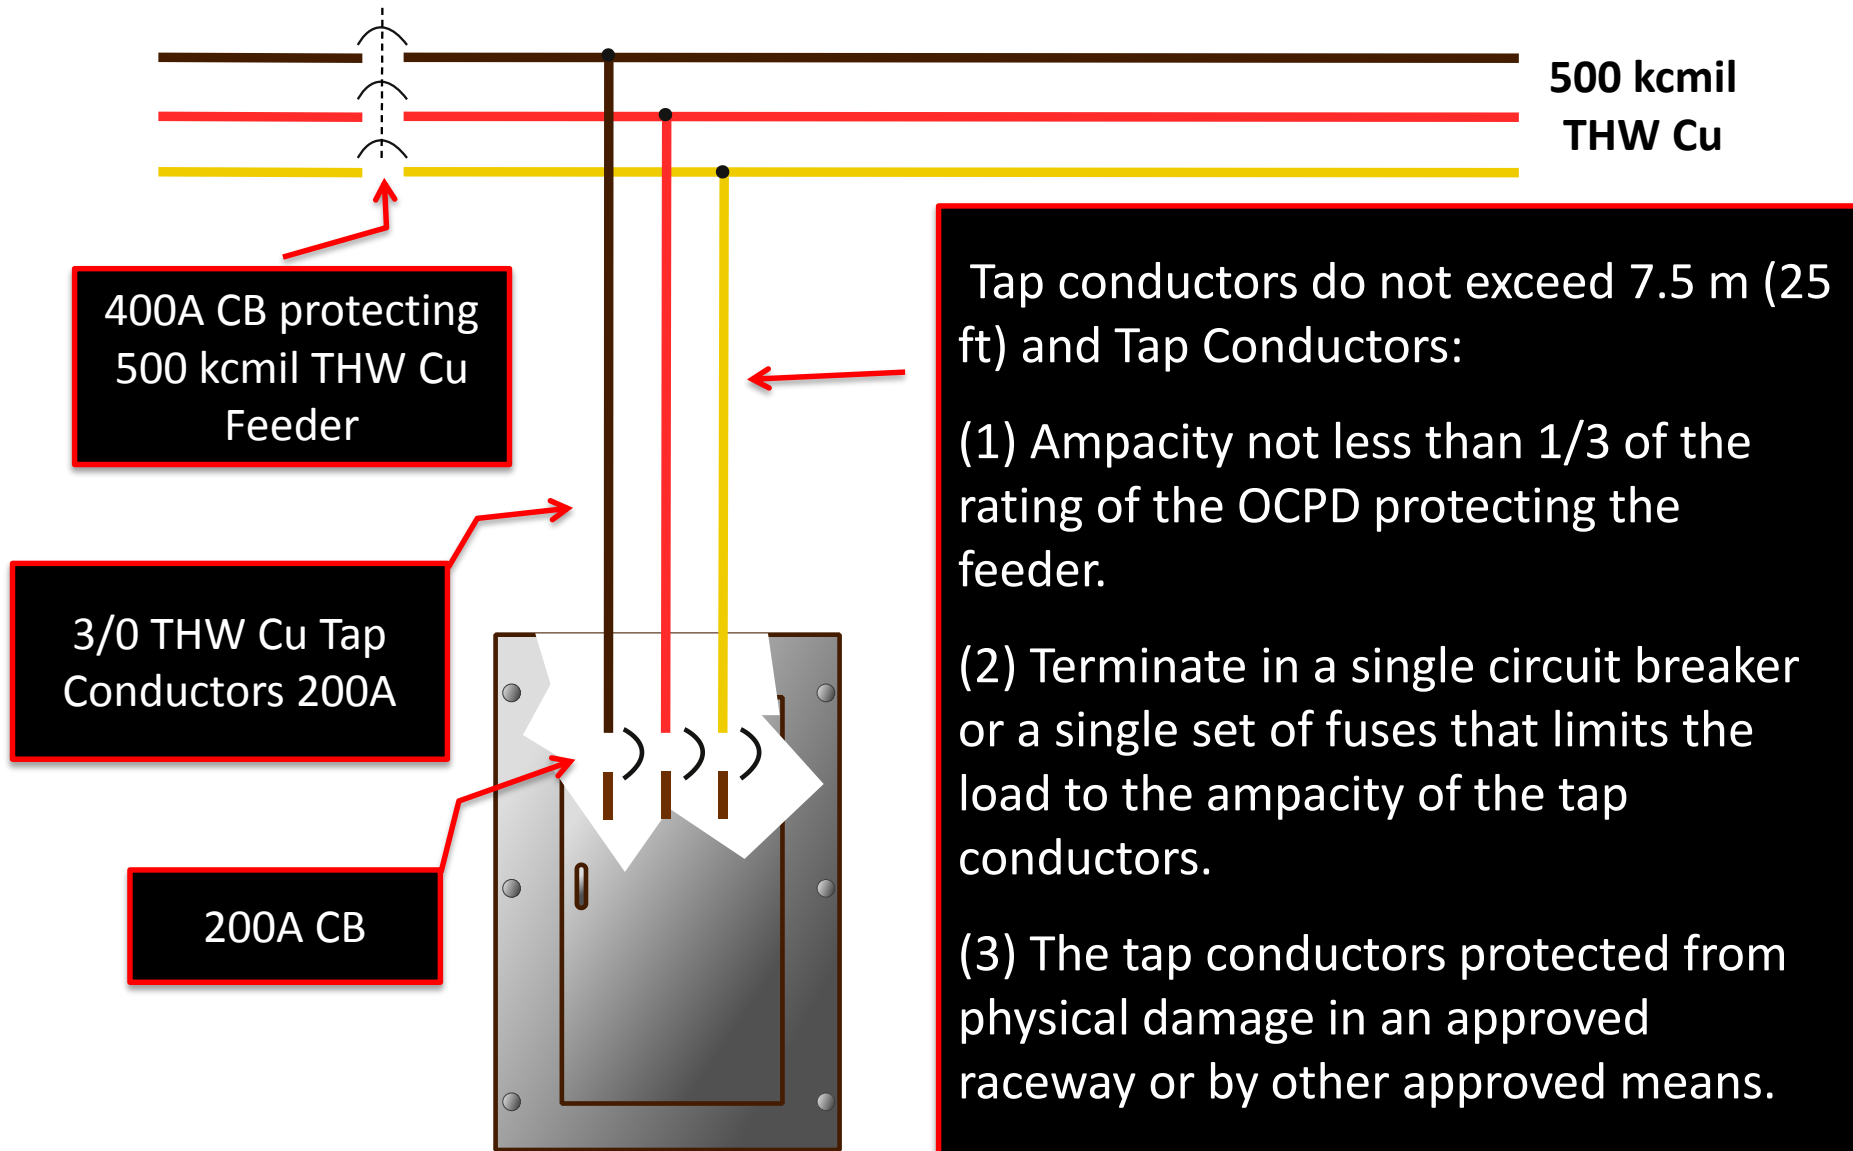 500 kcmil
THW Cu
400A CB protecting
500 kcmil THW Cu
Feeder
3/0 THW Cu Tap
Conductors 200A
200A CB
Tap conductors do not exceed 7.5 m (25
ft) and Tap Conductors:
(1) Ampacity not less than 1/3 of the
rating of the OCPD protecting the
feeder.
(2) Terminate in a single circuit breaker
or a single set of fuses that limits the
load to the ampacity of the tap
conductors.
(3) The tap conductors protected from
physical damage in an approved
raceway or by other approved means.